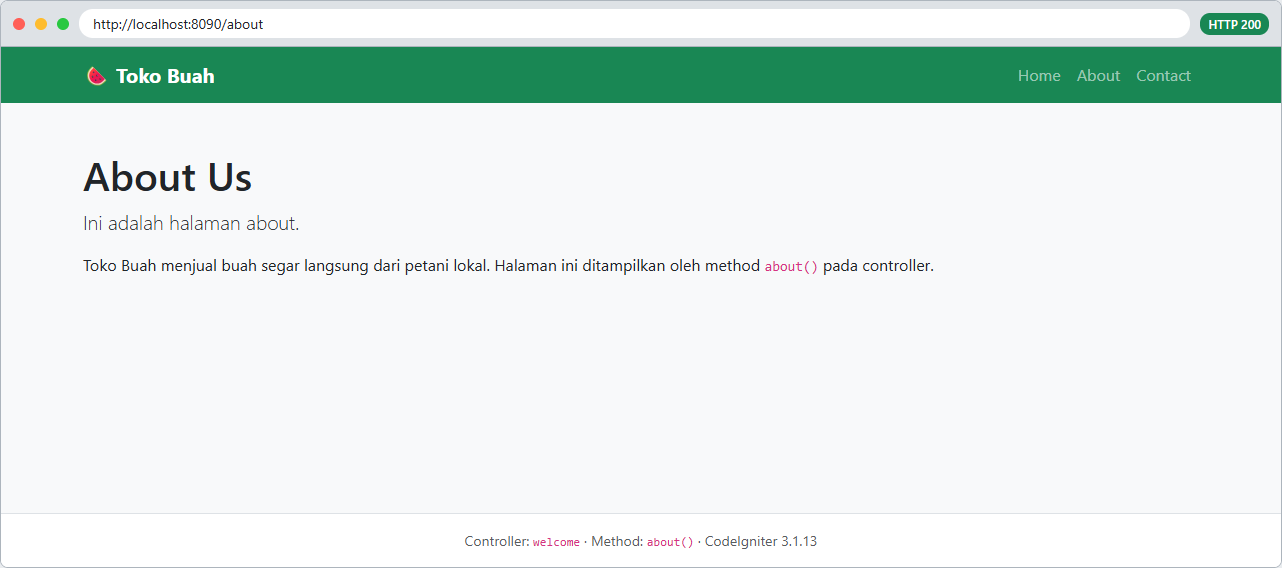 http://localhost:8090/about
HTTP 200
Toko Buah
Home About Contact
About Us
Ini adalah halaman about.
Toko Buah menjual buah segar langsung dari petani lokal. Halaman ini ditampilkan oleh method about() pada controller.
Controller: welcome · Method: about() · CodeIgniter 3.1.13